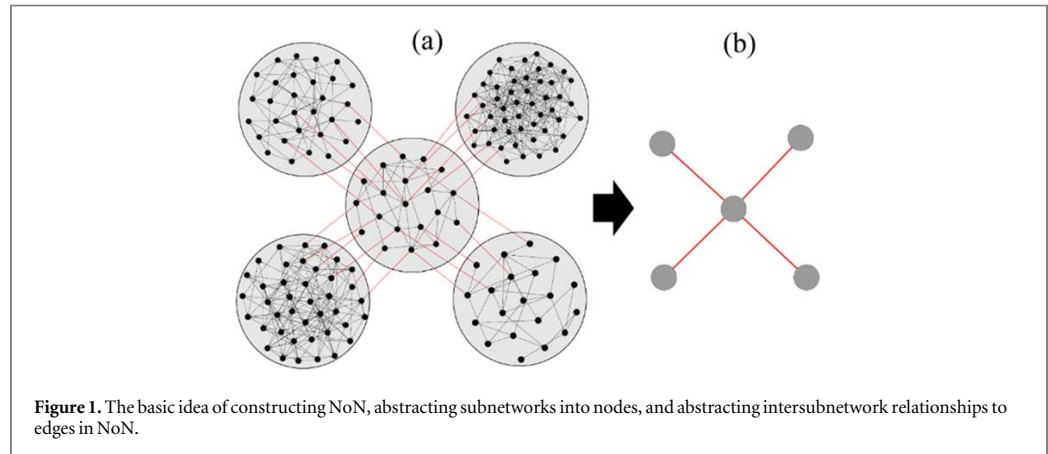 (a)
(b)
Figure 1. The basic idea of constructing NoN, abstracting subnetworks into nodes, and abstracting intersubnetwork relationships to
edges in NoN.